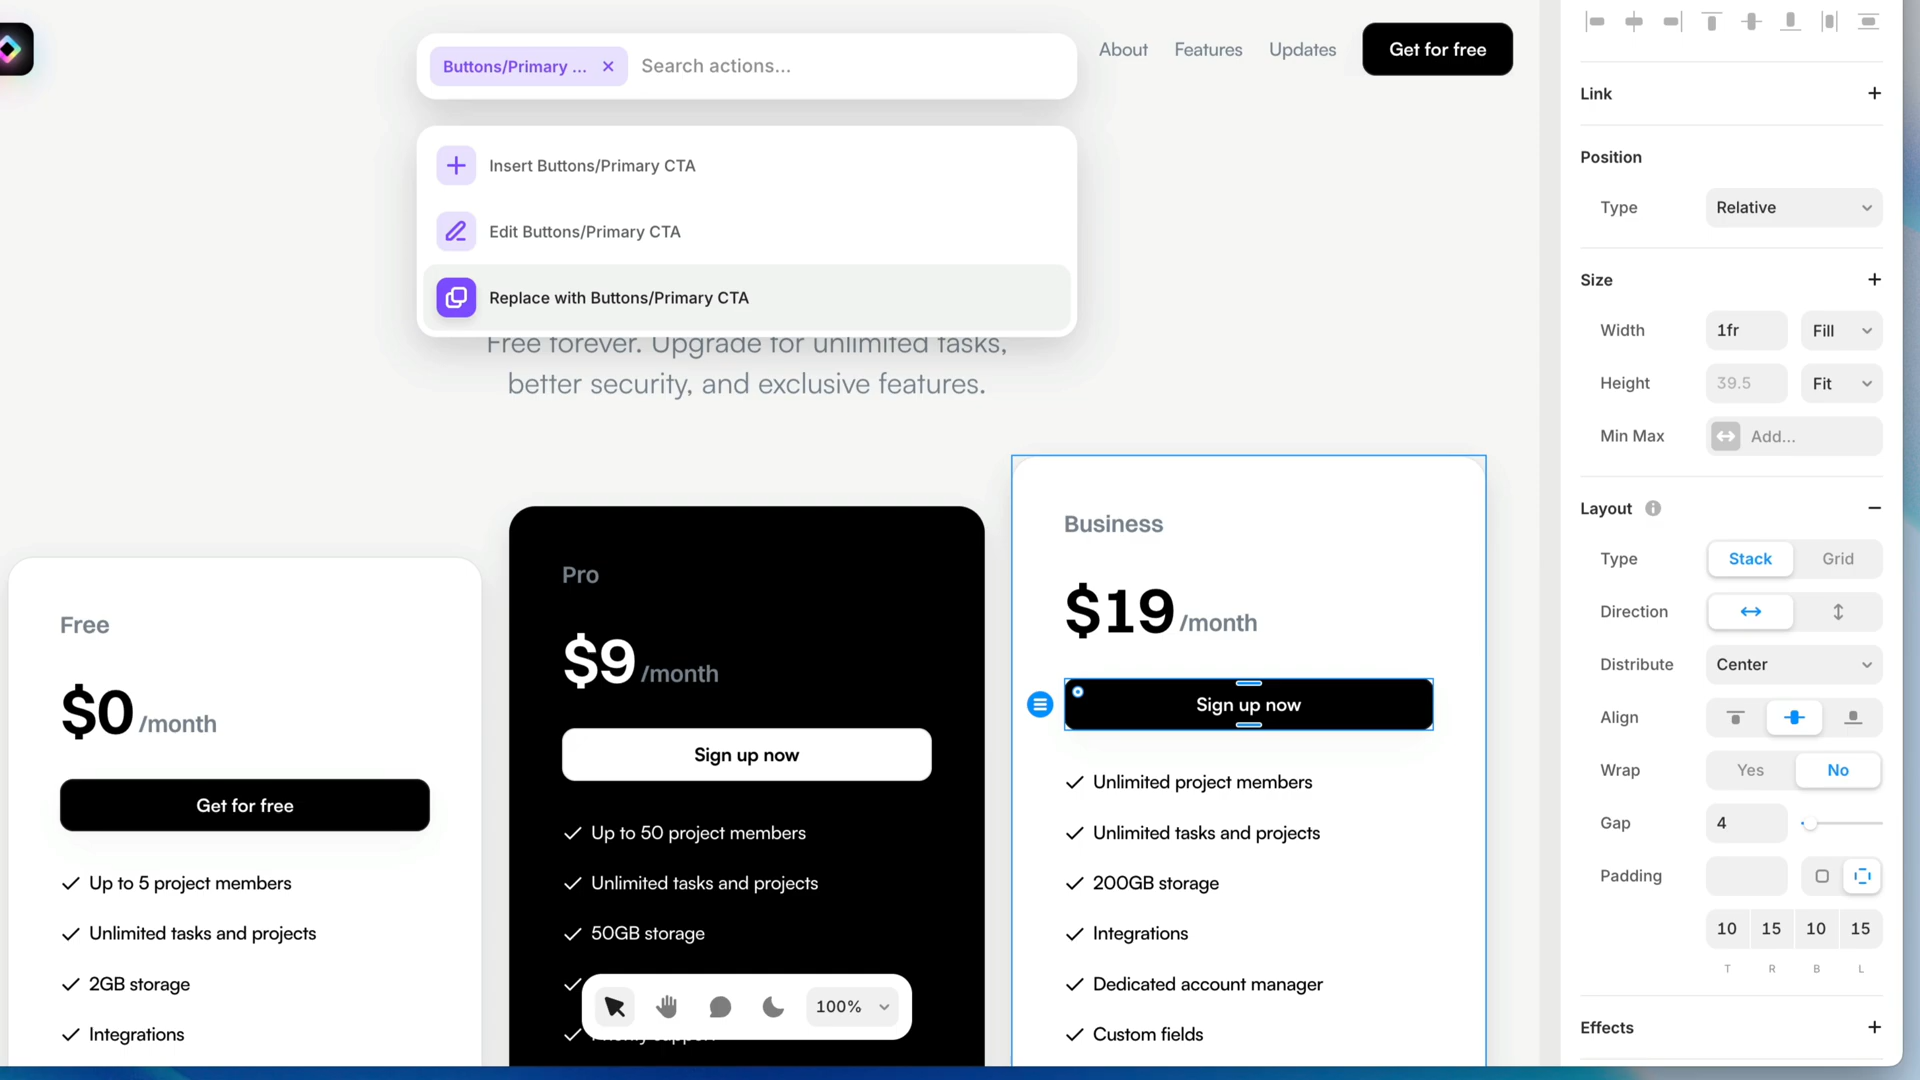 Buttons/Primary ...
Search actions...
About
Features
Updates
Get for free
Insert Buttons/Primary CTA
Edit Buttons/Primary CTA
Replace with Buttons/Primary CTA
Free forever. Upgrade for unlimited tasks,
better security, and exclusive features.
Free
$0 /month
Get for free
Up to 5 project members
Unlimited tasks and projects
2GB storage
Integrations
Pro
$9 /month
Sign up now
Up to 50 project members
Unlimited tasks and projects
50GB storage
Priority support
100%
Business
$19 /month
Sign up now
Unlimited project members
Unlimited tasks and projects
200GB storage
Integrations
Dedicated account manager
Custom fields
Link
Position
Type Relative
Size
Width 1fr Fill
Height 39.5 Fit
Min Max Add...
Layout
Type Stack Grid
Direction
Distribute Center
Align
Wrap Yes No
Gap 4
Padding
10 15 10 15
T R B L
Effects